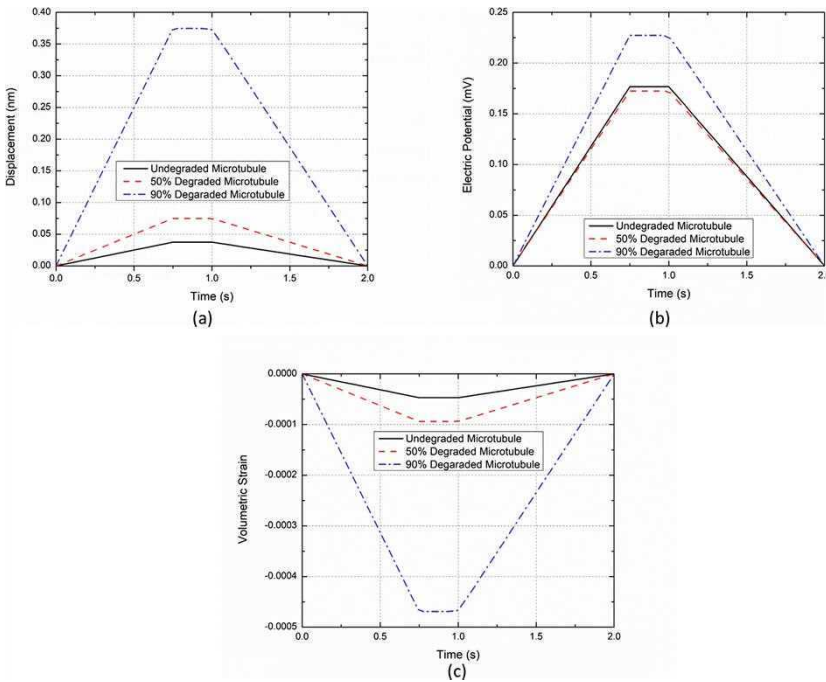 0.40
0.35
0.30
0.25
0.20
0.15
0.10
0.05
0.00
Displacement (nm)
Undegraded Microtubule
50% Degraded Microtubule
90% Degaraded Microtubule
0.0 0.5 1.0 1.5 2.0
Time (s)
(a)
0.25
0.20
0.15
0.10
0.05
0.00
Electric Potential (mV)
Undegraded Microtubule
50% Degraded Microtubule
90% Degaraded Microtubule
0.0 0.5 1.0 1.5 2.0
Time (s)
(b)
0.0000
-0.0001
-0.0002
-0.0003
-0.0004
-0.0005
Volumetric Strain
Undegraded Microtubule
50% Degraded Microtubule
90% Degaraded Microtubule
0.0 0.5 1.0 1.5 2.0
Time (s)
(c)